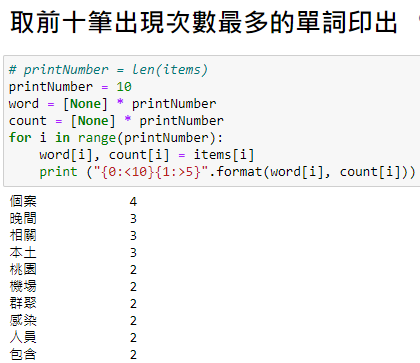 取前十筆出現次數最多的單詞印出
# printNumber = len(items)
printNumber = 10
word = [None] * printNumber
count = [None] * printNumber
for i in range(printNumber):
    word[i], count[i] = items[i]
    print ("{0:<10}{1:>5}".format(word[i], count[i]))
個案 4
晚間 3
相關 3
本土 3
桃園 2
機場 2
群聚 2
感染 2
人員 2
包含 2